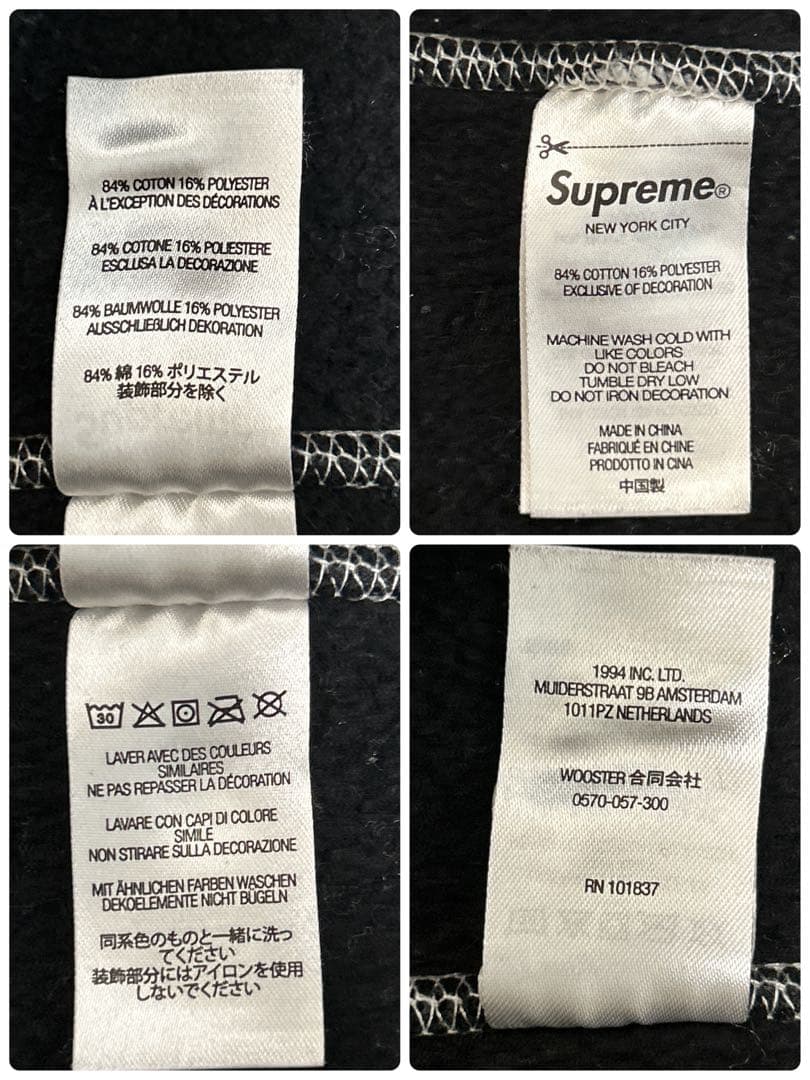 84% COTON 16% POLYESTER
À L'EXCEPTION DES DÉCORATIONS
84% COTONE 16% POLIESTERE
ESCLUSA LA DECORAZIONE
84% BAUMWOLLE 16% POLYESTER
AUSSCHLIEßLICH DEKORATION
84% 綿 16% ポリエステル
装飾部分を除く
Supreme®
NEW YORK CITY
84% COTTON 16% POLYESTER
EXCLUSIVE OF DECORATION
MACHINE WASH COLD WITH
LIKE COLORS
DO NOT BLEACH
TUMBLE DRY LOW
DO NOT IRON DECORATION
MADE IN CHINA
FABRIQUÉ EN CHINE
PRODOTTO IN CINA
中国製
30
LAVER AVEC DES COULEURS
SIMILAIRES
NE PAS REPASSER LA DÉCORATION
LAVARE CON CAPI DI COLORE
SIMILE
NON STIRARE SULLA DECORAZIONE
MIT ÄHNLICHEN FARBEN WASCHEN
DEKOELEMENTE NICHT BÜGELN
同系色のものと一緒に洗っ
てください
装飾部分にはアイロンを使用
しないでください
1994 INC. LTD.
MUIDERSTRAAT 9B AMSTERDAM
1011PZ NETHERLANDS
WOOSTER 合同会社
0570-057-300
RN 101837